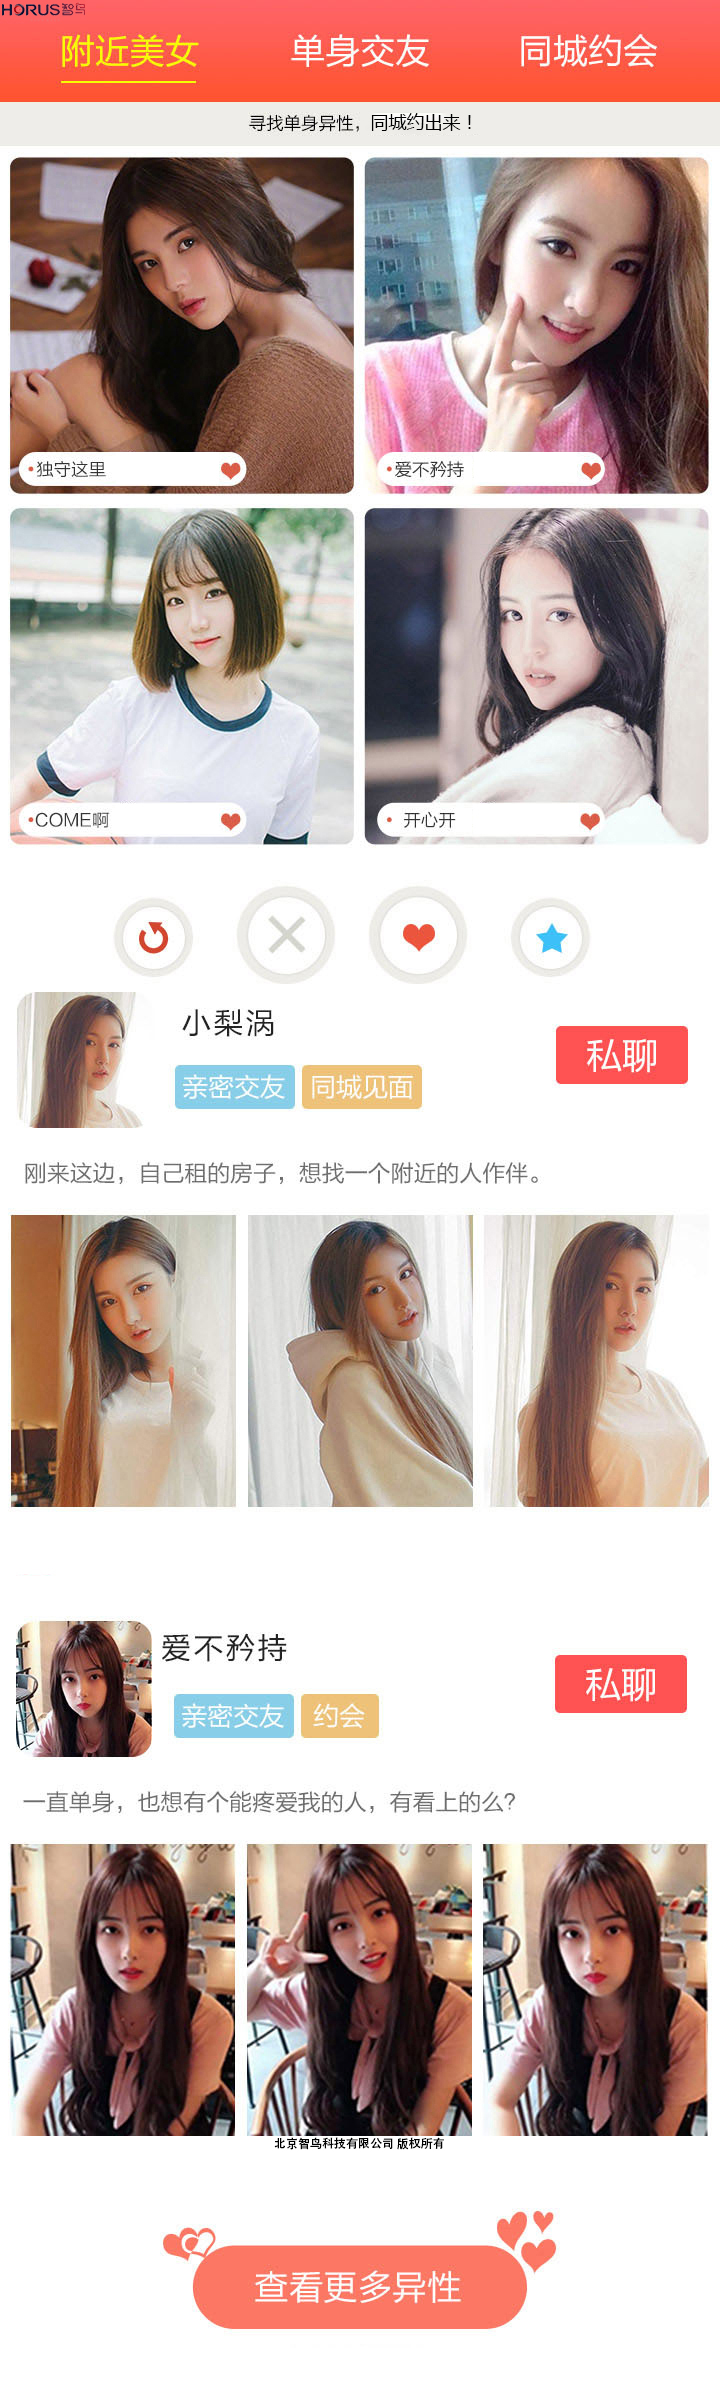 HORUS智鸟
附近美女 单身交友 同城约会
寻找单身异性，同城约出来！
独守这里
爱不矜持
COME啊
开心开
小梨涡
亲密交友 同城见面
私聊
刚来这边，自己租的房子，想找一个附近的人作伴。
爱不矜持
亲密交友 约会
私聊
一直单身，也想有个能疼爱我的人，有看上的么？
北京智鸟科技有限公司 版权所有
查看更多异性